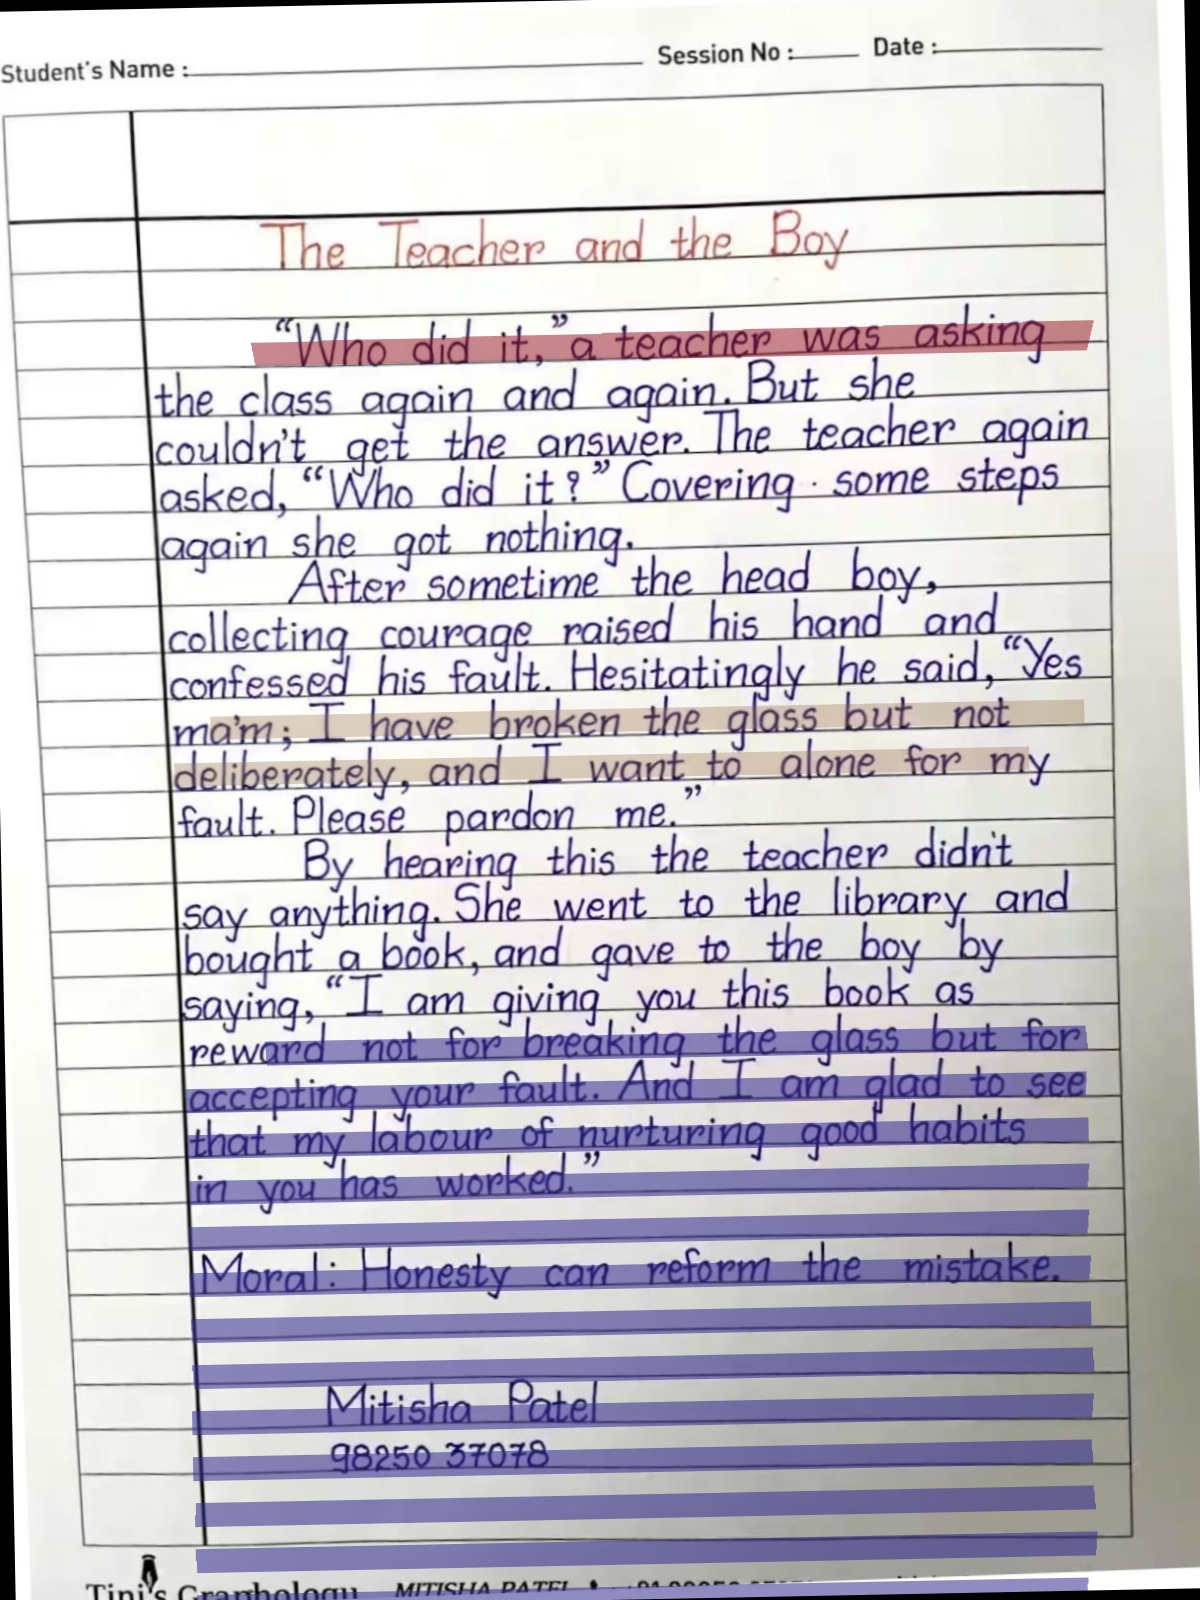 Student's Name : Session No : Date :
The Teacher and the Boy
“Who did it,” a teacher was asking
the class again and again. But she
couldn't get the answer. The teacher again
asked, “Who did it?” Covering some steps
again she got nothing.
After sometime the head boy,
collecting courage raised his hand and
confessed his fault. Hesitatingly he said, “Yes
ma'm; I have broken the glass but not
deliberately, and I want to alone for my
fault. Please pardon me.”
By hearing this the teacher didn't
say anything. She went to the library and
bought a book, and gave to the boy by
saying, “I am giving you this book as
reward not for breaking the glass but for
accepting your fault. And I am glad to see
that my labour of nurturing good habits
in you has worked.”
Moral: Honesty can reform the mistake.
Mitisha Patel
98250 37078
Tini's Graphology MITISHA PATEL